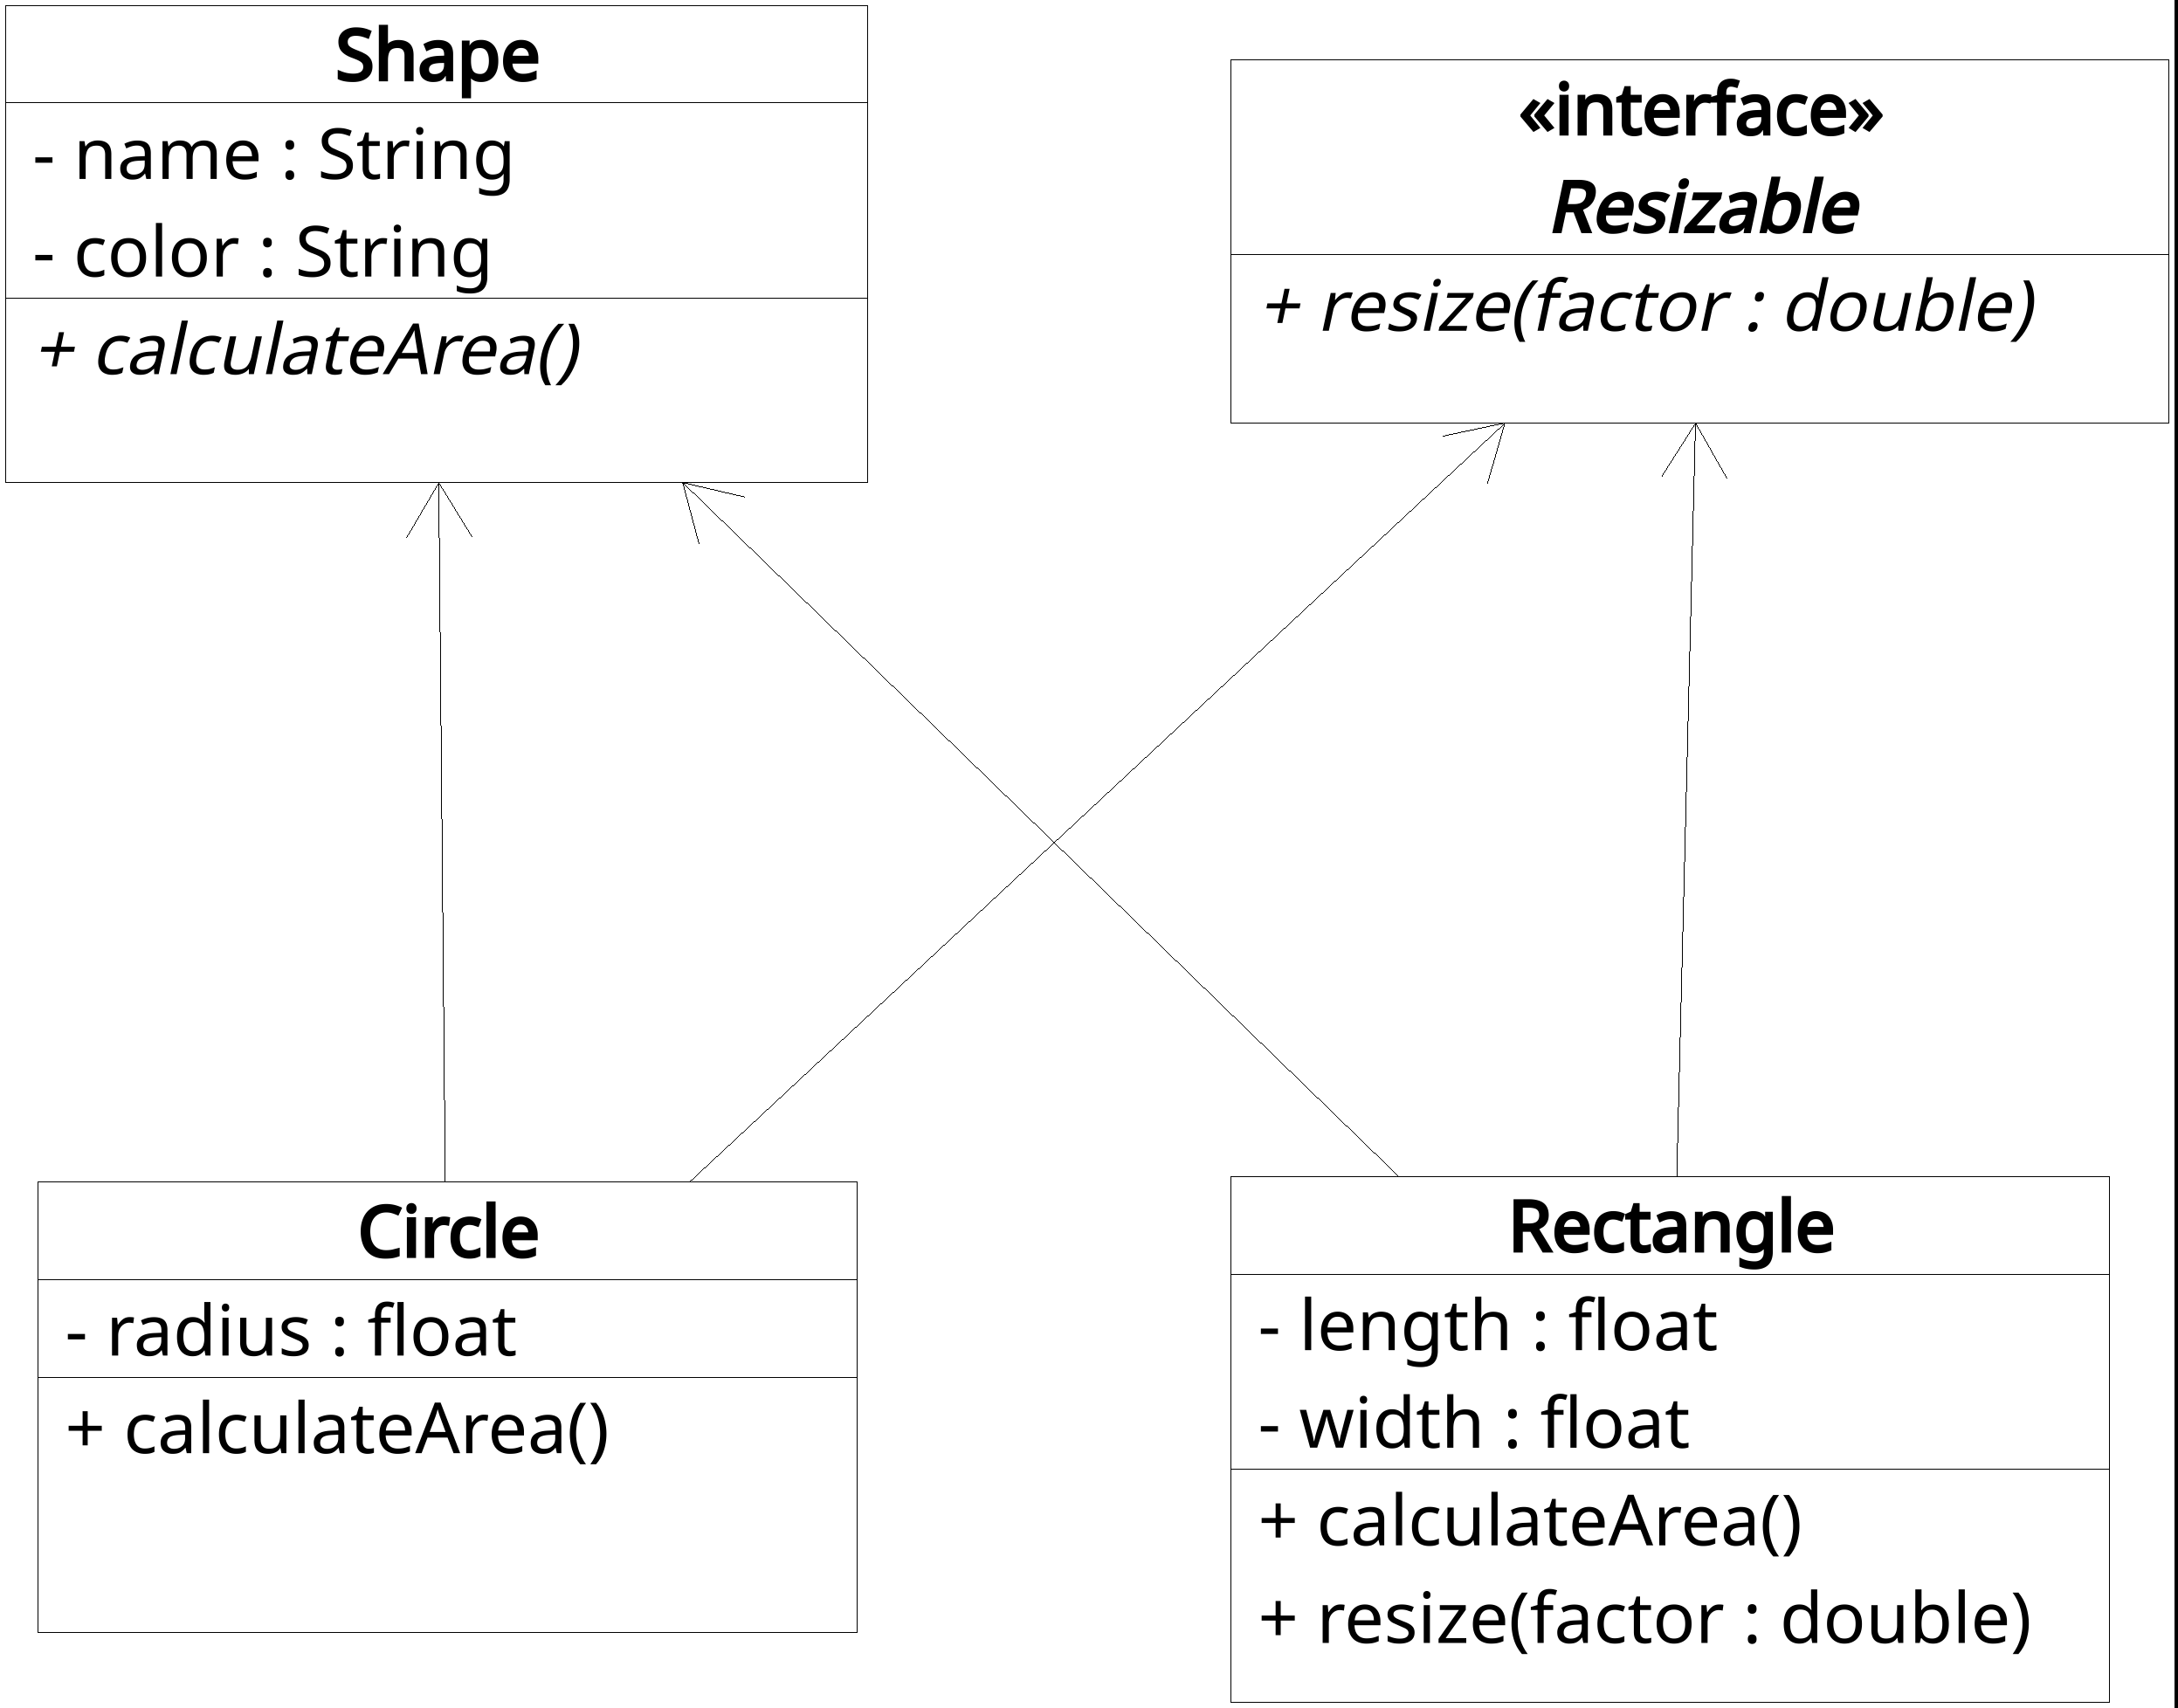 Shape
- name : String
- color : String
+ calculateArea()
«interface»
Resizable
+ resize(factor : double)
Circle
- radius : float
+ calculateArea()
Rectangle
- length : float
- width : float
+ calculateArea()
+ resize(factor : double)